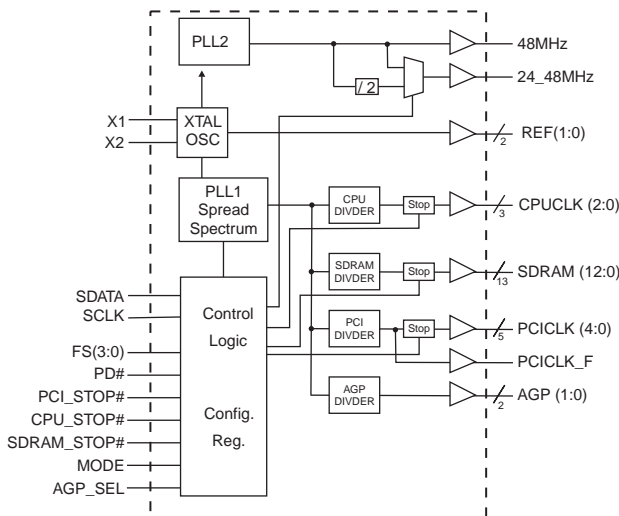 PLL2
48MHz
/ 2
24_48MHz
X1
X2
XTAL
OSC
2
REF(1:0)
PLL1
Spread
Spectrum
CPU
DIVDER
Stop
3
CPUCLK (2:0)
SDRAM
DIVDER
Stop
13
SDRAM (12:0)
PCI
DIVDER
Stop
5
PCICLK (4:0)
PCICLK_F
AGP
DIVDER
2
AGP (1:0)
SDATA
SCLK
FS(3:0)
PD#
PCI_STOP#
CPU_STOP#
SDRAM_STOP#
MODE
AGP_SEL
Control
Logic
Config.
Reg.